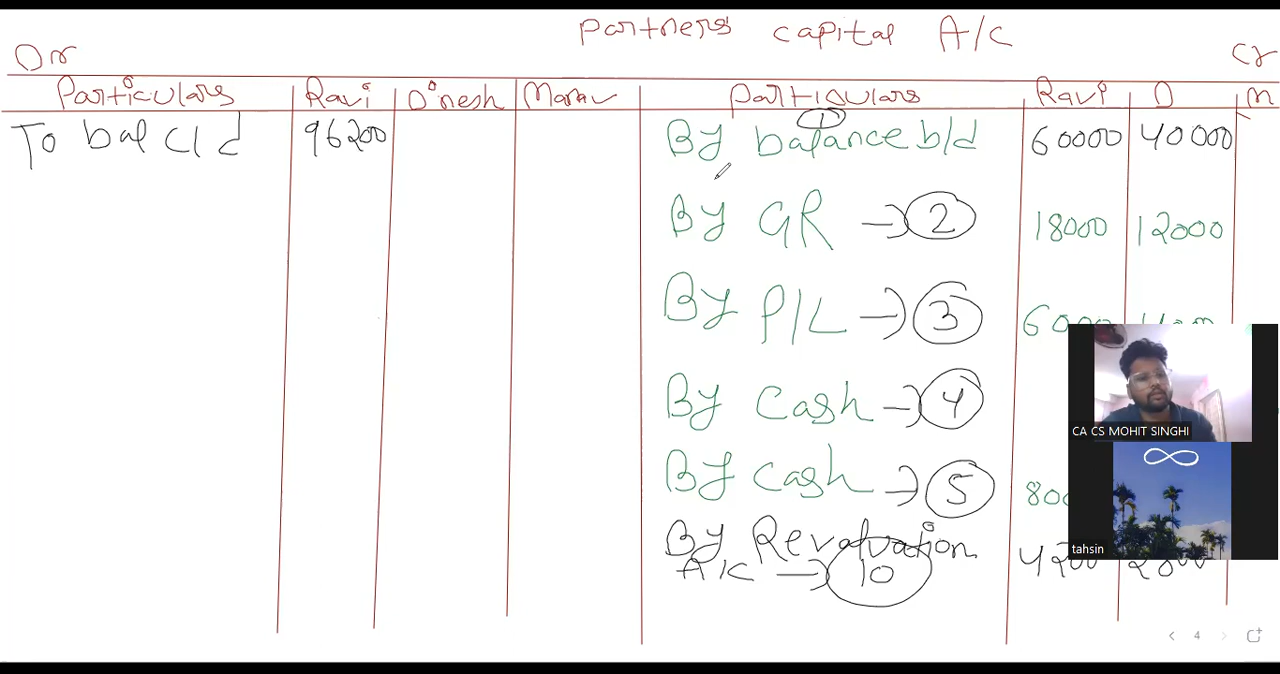 Partners capital A/C
Dr Cr
Particulars Ravi Dinesh Manav Particulars Ravi D M
To bal c/d 96200 By balance b/d 60000 40000
1
By GR → 2 18000 12000
By P/L → 3 6000
By Cash → 4
CA CS MOHIT SINGHI
By Cash → 5
By Revaluation 4200
A/C → 10
tahsin
4